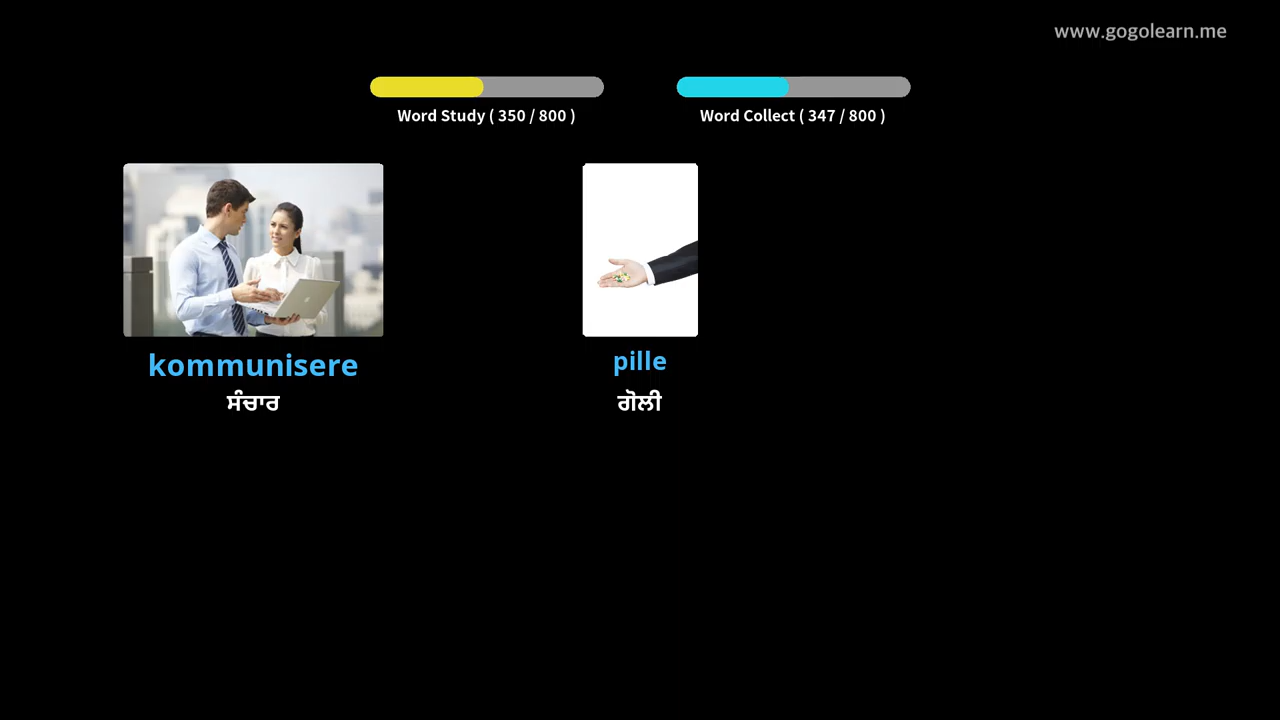 www.gogolearn.me
Word Study ( 350 / 800 )
Word Collect ( 347 / 800 )
kommunisere
ਸੰਚਾਰ
pille
ਗੋਲੀ